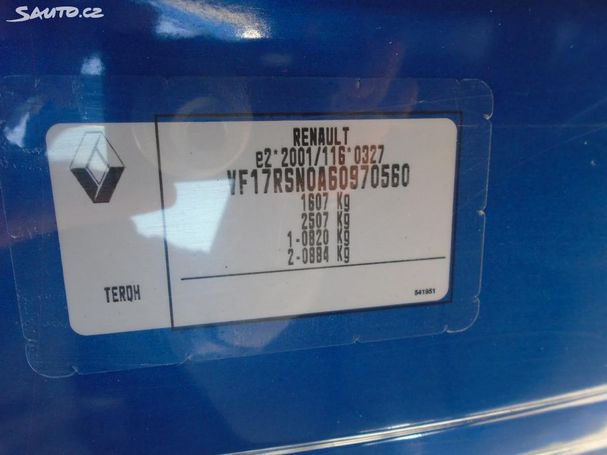 SAUTO.CZ
RENAULT
e2*2001/116*0327
VF17RSN0A60970560
1607 Kg
2507 Kg
1-0820 Kg
2-0884 Kg
TERQH
541951